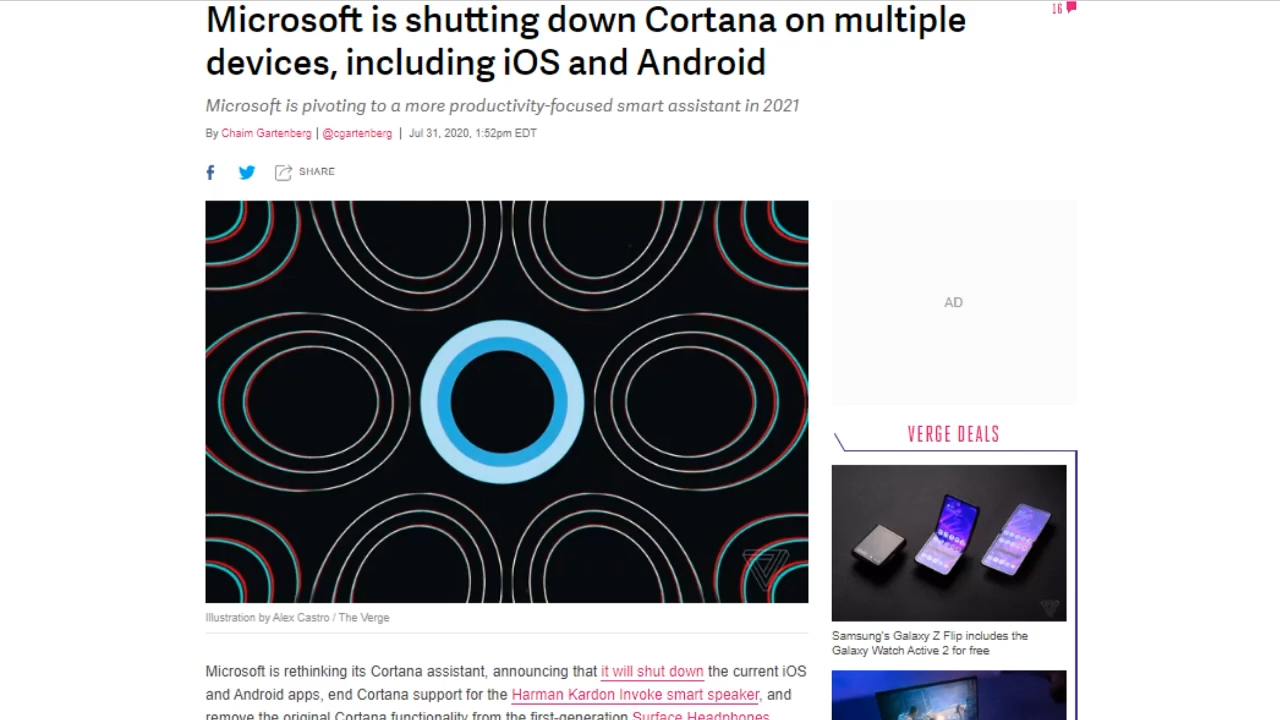 Microsoft is shutting down Cortana on multiple
devices, including iOS and Android
16
Microsoft is pivoting to a more productivity-focused smart assistant in 2021
By Chaim Gartenberg | @cgartenberg | Jul 31, 2020, 1:52pm EDT
SHARE
AD
VERGE DEALS
Illustration by Alex Castro / The Verge
Microsoft is rethinking its Cortana assistant, announcing that it will shut down the current iOS
and Android apps, end Cortana support for the Harman Kardon Invoke smart speaker, and
remove the original Cortana functionality from the first-generation Surface Headphones
Samsung's Galaxy Z Flip includes the
Galaxy Watch Active 2 for free